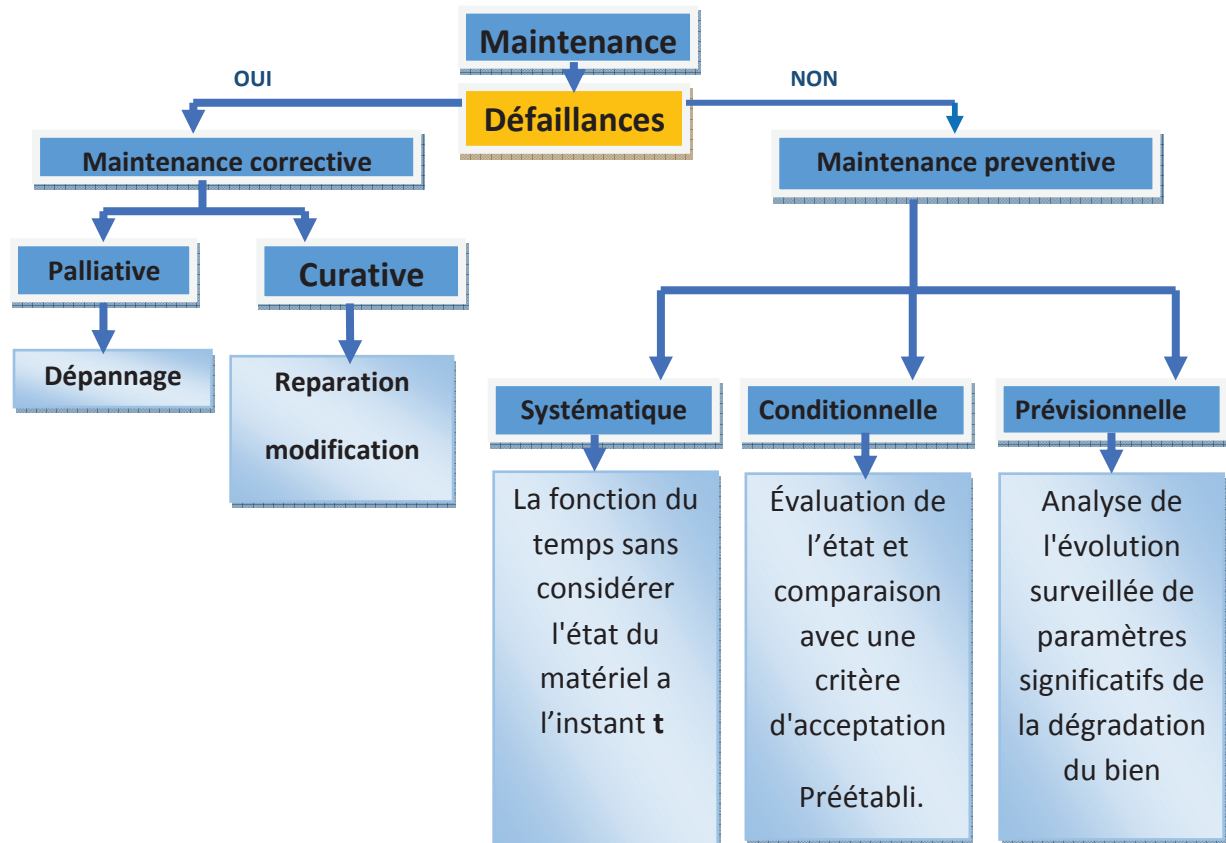 Maintenance
OUI
NON
Défaillances
Maintenance corrective
Maintenance preventive
Palliative
Curative
Dépannage
Reparation
modification
Systématique
Conditionnelle
Prévisionnelle
La fonction du
temps sans
considérer
l'état du
matériel a
l’instant t
Évaluation de
l’état et
comparaison
avec une
critère
d'acceptation
Préétabli.
Analyse de
l'évolution
surveillée de
paramètres
significatifs de
la dégradation
du bien